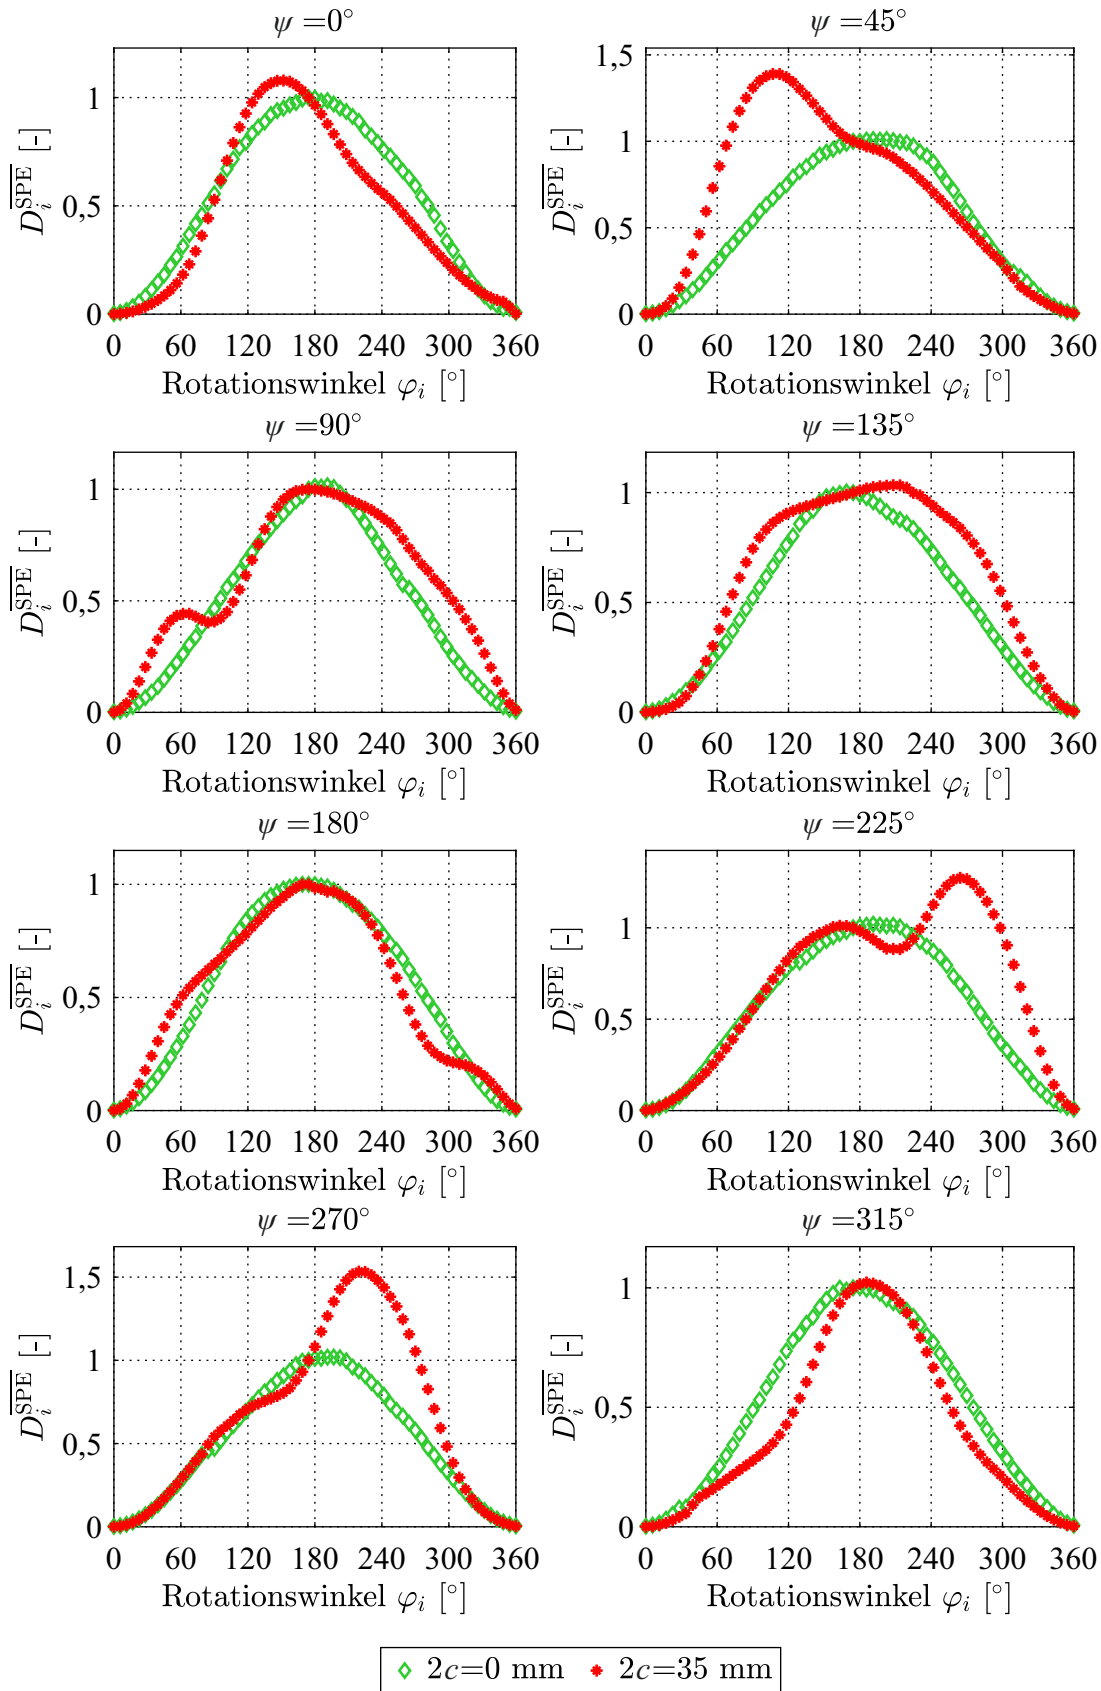 ψ =0°
ψ =45°
1
0,5
0
1,5
1
0,5
0
D_i^SPE [-]
D_i^SPE [-]
0 60 120 180 240 300 360
0 60 120 180 240 300 360
Rotationswinkel φ_i [°]
Rotationswinkel φ_i [°]
ψ =90°
ψ =135°
1
0,5
0
1
0,5
0
D_i^SPE [-]
D_i^SPE [-]
0 60 120 180 240 300 360
0 60 120 180 240 300 360
Rotationswinkel φ_i [°]
Rotationswinkel φ_i [°]
ψ =180°
ψ =225°
1
0,5
0
1
0,5
0
D_i^SPE [-]
D_i^SPE [-]
0 60 120 180 240 300 360
0 60 120 180 240 300 360
Rotationswinkel φ_i [°]
Rotationswinkel φ_i [°]
ψ =270°
ψ =315°
1,5
1
0,5
0
1
0,5
0
D_i^SPE [-]
D_i^SPE [-]
0 60 120 180 240 300 360
0 60 120 180 240 300 360
Rotationswinkel φ_i [°]
Rotationswinkel φ_i [°]
2c=0 mm 2c=35 mm